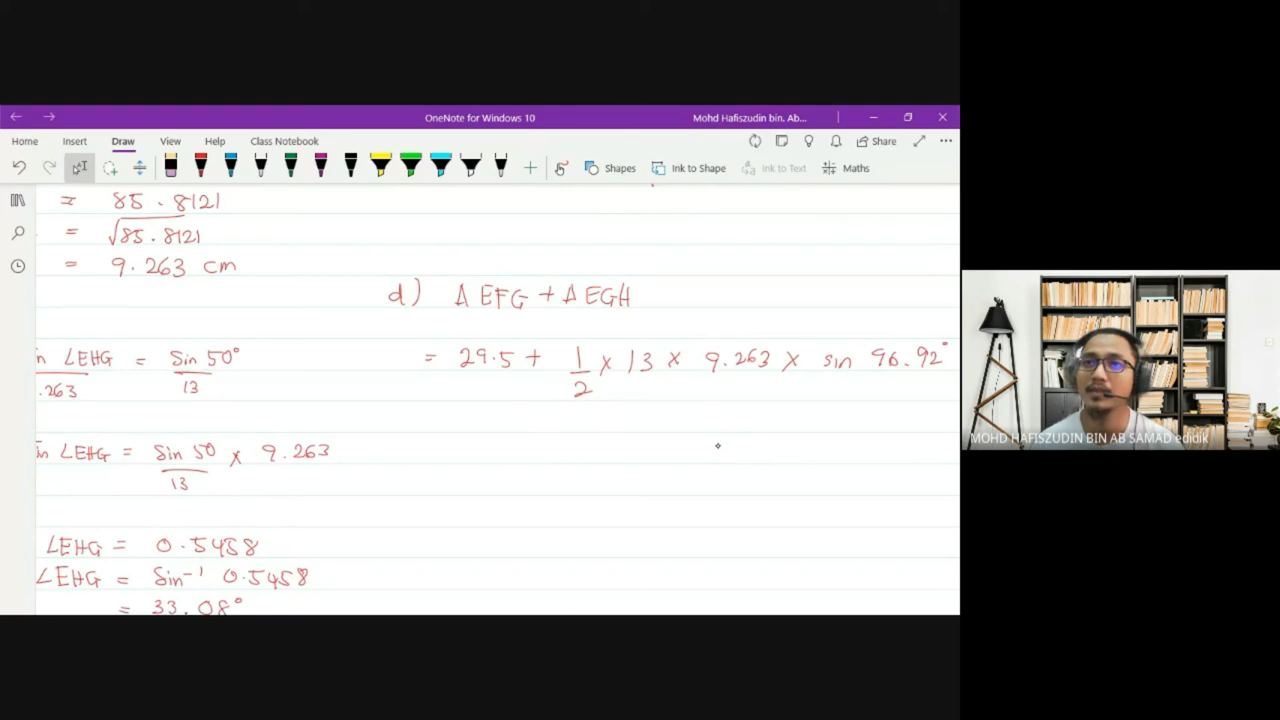 OneNote for Windows 10
Mohd Hafiszudin bin. Ab...
Home Insert Draw View Help Class Notebook
Share
Shapes Ink to Shape Ink to Text Maths
= 85.8121
= √85.8121
= 9.263 cm
d) Δ EFG + Δ EGH
∠EHG = Sin 50°
.263 13
= 29.5 + 1/2 × 13 × 9.263 × sin 96.92°
∠EHG = Sin 50/13 × 9.263
∠EHG = 0.5458
∠EHG = Sin⁻¹ 0.5458
= 33.08°
MOHD HAFISZUDIN BIN AB SAMAD edidik